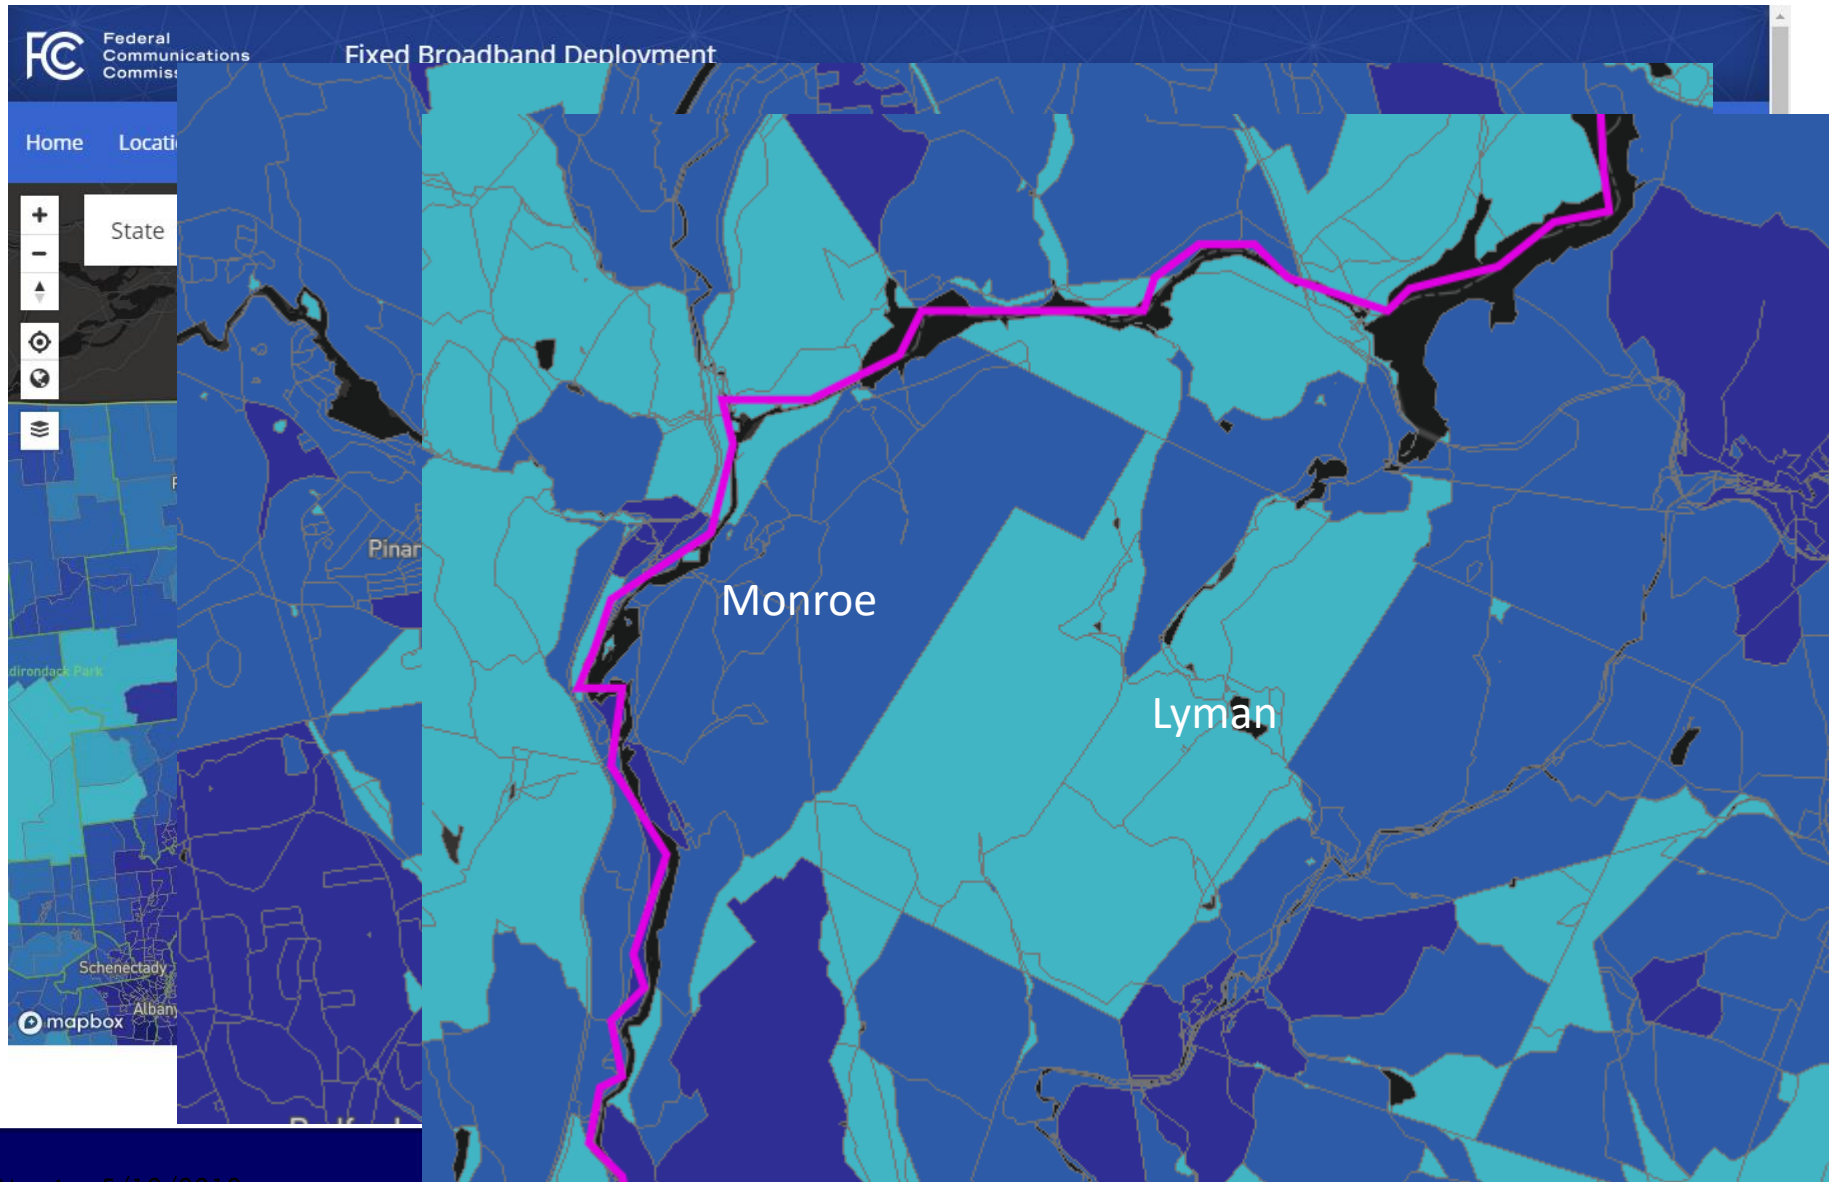 Federal
Communications
Fixed Broadband Deployment
Home
State
Monroe
Lyman
Schenectady
mapbox